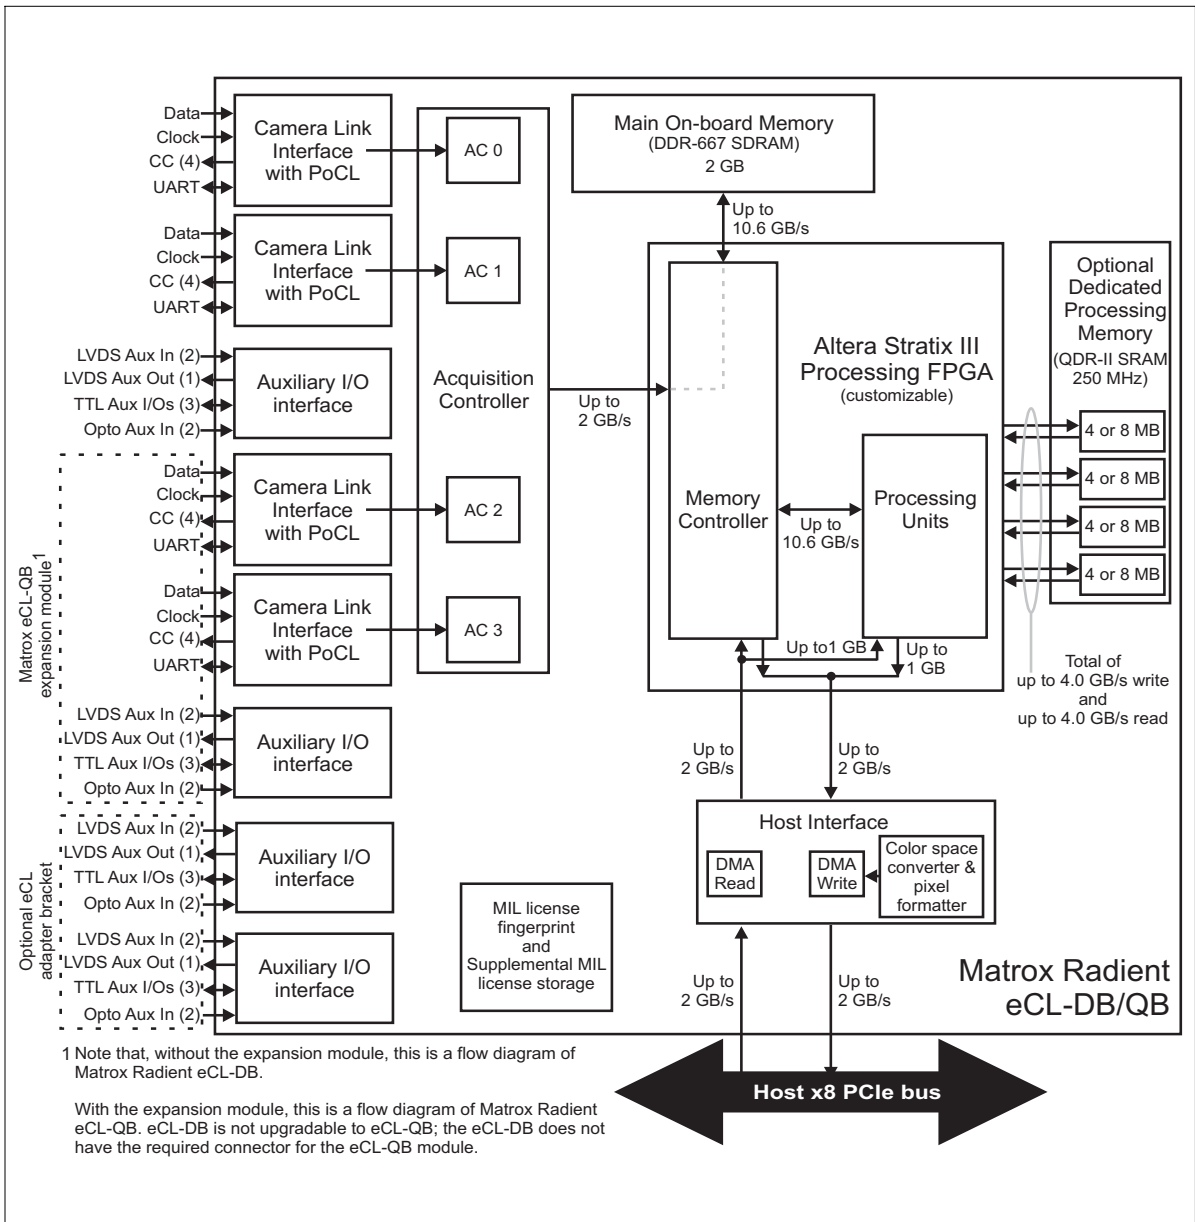 Data
Clock
CC (4)
UART
Camera Link
Interface
with PoCL
AC 0
Main On-board Memory
(DDR-667 SDRAM)
2 GB
Up to
10.6 GB/s
Data
Clock
CC (4)
UART
Camera Link
Interface
with PoCL
AC 1
LVDS Aux In (2)
LVDS Aux Out (1)
TTL Aux I/Os (3)
Opto Aux In (2)
Auxiliary I/O
interface
Acquisition
Controller
Up to
2 GB/s
Altera Stratix III
Processing FPGA
(customizable)
Memory
Controller
Up to
10.6 GB/s
Processing
Units
Optional
Dedicated
Processing
Memory
(QDR-II SRAM
250 MHz)
4 or 8 MB
4 or 8 MB
4 or 8 MB
4 or 8 MB
Total of
up to 4.0 GB/s write
and
up to 4.0 GB/s read
Matrox eCL-QB
expansion module1
Data
Clock
CC (4)
UART
Camera Link
Interface
with PoCL
AC 2
Data
Clock
CC (4)
UART
Camera Link
Interface
with PoCL
AC 3
Up to1 GB
Up to
1 GB
LVDS Aux In (2)
LVDS Aux Out (1)
TTL Aux I/Os (3)
Opto Aux In (2)
Auxiliary I/O
interface
Up to
2 GB/s
Up to
2 GB/s
Optional eCL
adapter bracket
LVDS Aux In (2)
LVDS Aux Out (1)
TTL Aux I/Os (3)
Opto Aux In (2)
Auxiliary I/O
interface
LVDS Aux In (2)
LVDS Aux Out (1)
TTL Aux I/Os (3)
Opto Aux In (2)
Auxiliary I/O
interface
MIL license
fingerprint
and
Supplemental MIL
license storage
Host Interface
DMA
Read
DMA
Write
Color space
converter &
pixel
formatter
Up to
2 GB/s
Up to
2 GB/s
Matrox Radient
eCL-DB/QB
Host x8 PCIe bus
1 Note that, without the expansion module, this is a flow diagram of
Matrox Radient eCL-DB.
With the expansion module, this is a flow diagram of Matrox Radient
eCL-QB. eCL-DB is not upgradable to eCL-QB; the eCL-DB does not
have the required connector for the eCL-QB module.